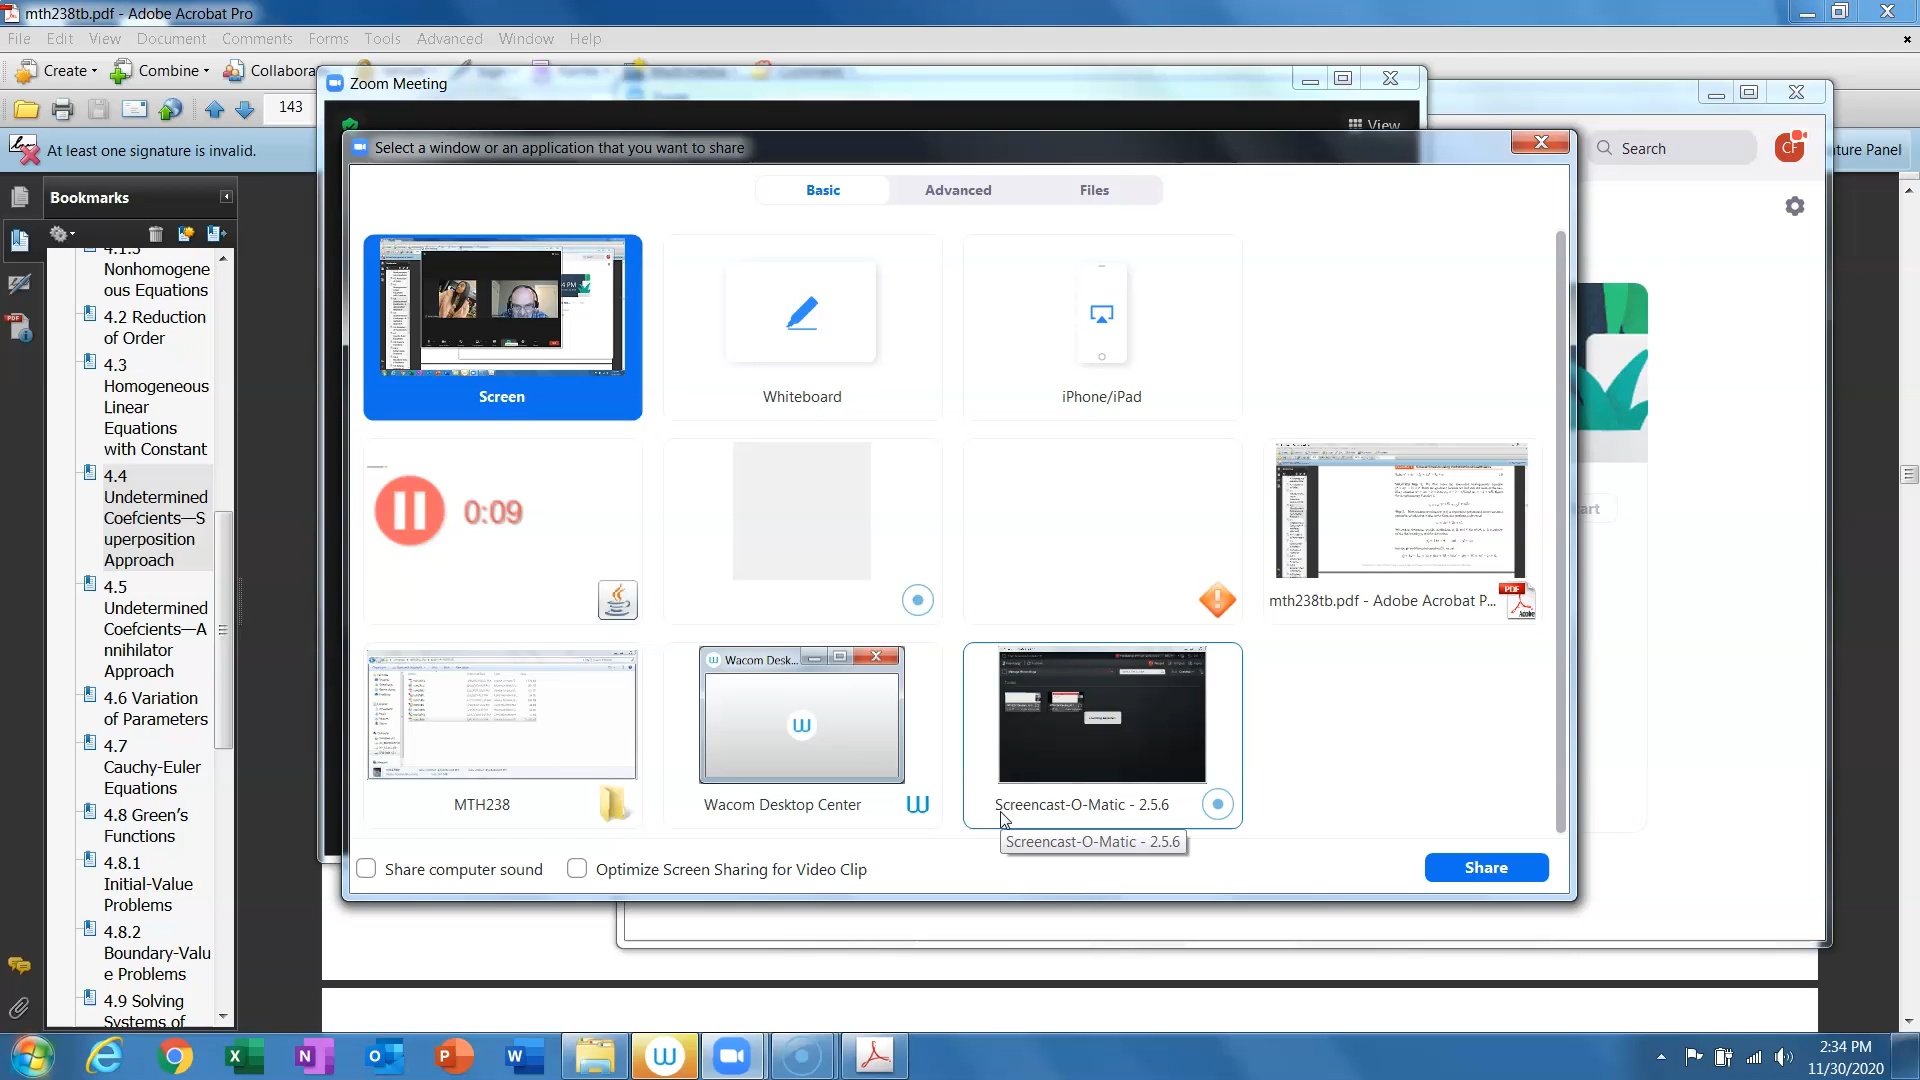 mth238tb.pdf - Adobe Acrobat Pro
File Edit View Document Comments Forms Tools Advanced Window Help
Create Combine Collabora
143
At least one signature is invalid.
ture Panel
Bookmarks
Nonhomogene
ous Equations
4.2 Reduction
of Order
4.3
Homogeneous
Linear
Equations
with Constant
4.4
Undetermined
Coefcients—S
uperposition
Approach
4.5
Undetermined
Coefcients—A
nnihilator
Approach
4.6 Variation
of Parameters
4.7
Cauchy-Euler
Equations
4.8 Green's
Functions
4.8.1
Initial-Value
Problems
4.8.2
Boundary-Valu
e Problems
4.9 Solving
Systems of
Zoom Meeting
View
Search
CF
Select a window or an application that you want to share
Basic Advanced Files
Screen
Whiteboard
iPhone/iPad
0:09
mth238tb.pdf - Adobe Acrobat P...
PDF
Adobe
MTH238
Wacom Desk...
Wacom Desktop Center
Screencast-O-Matic - 2.5.6
Screencast-O-Matic - 2.5.6
Share computer sound
Optimize Screen Sharing for Video Clip
Share
2:34 PM
11/30/2020